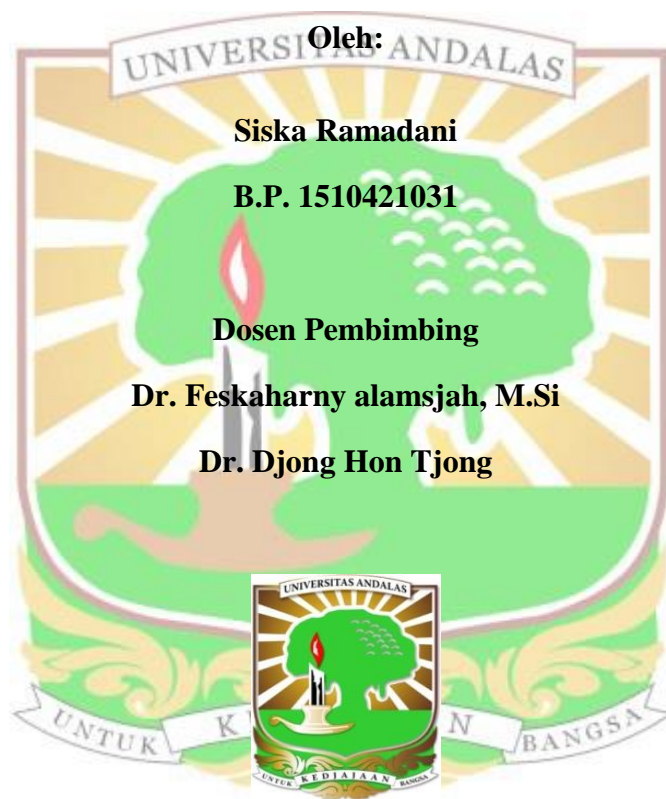 UNIVERSITAS ANDALAS
Oleh:
Siska Ramadani
B.P. 1510421031
Dosen Pembimbing
Dr. Feskaharny alamsjah, M.Si
Dr. Djong Hon Tjong
UNIVERSITAS ANDALAS
UNTUK KEDJAJAAN BANGSA
UNTUK K N BANGSA